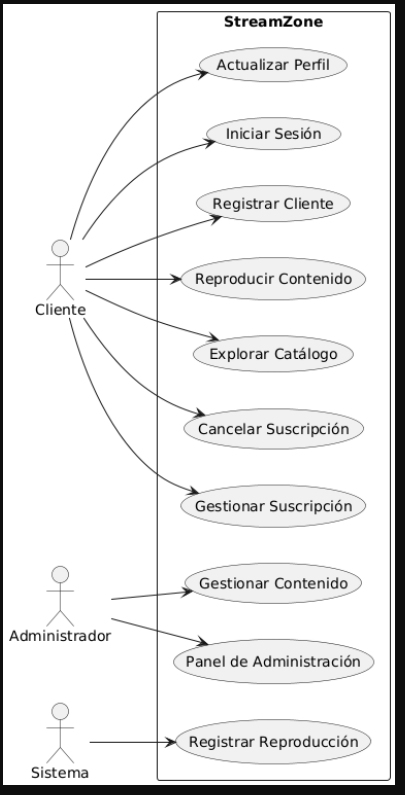 StreamZone
Actualizar Perfil
Iniciar Sesión
Registrar Cliente
Reproducir Contenido
Cliente
Explorar Catálogo
Cancelar Suscripción
Gestionar Suscripción
Gestionar Contenido
Administrador
Panel de Administración
Registrar Reproducción
Sistema